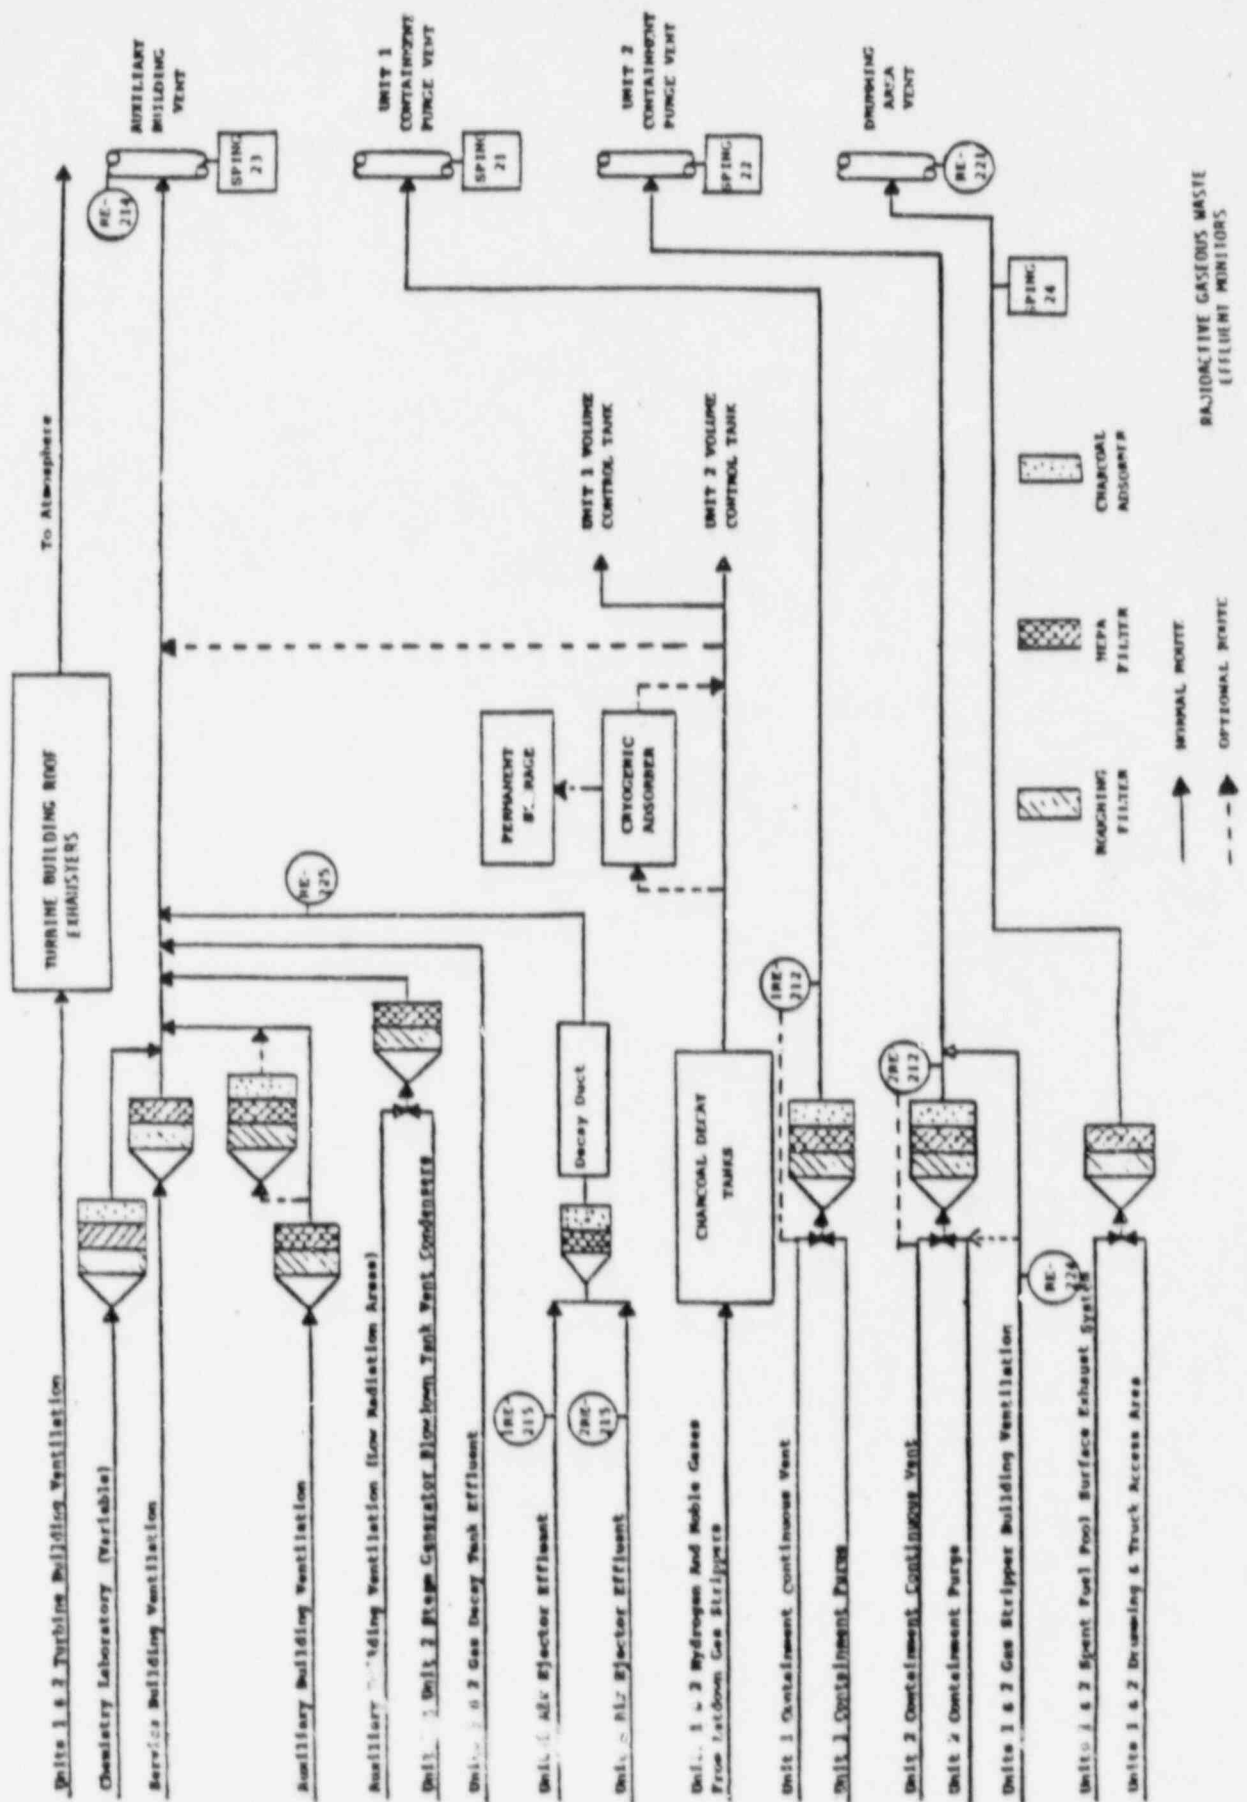 Units 1 & 2 Turbine Building Ventilation
TURBINE BUILDING ROOF
EXHAUSTERS
To Atmosphere
Chemistry Laboratory (Variable)
Service Building Ventilation
RE-
214
AUXILIARY
BUILDING
VENT
SPING
23
Auxiliary Building Ventilation
Auxiliary Building Ventilation (Low Radiation Areas)
Unit 2 Stage Generator Blowdown Tank Vent Condensers
2 Gas Decay Tank Effluent
RE-
225
UNIT 1
CONTAINMENT
PURGE VENT
SPING
21
Air Ejector Effluent
1RE-
215
Air Ejector Effluent
2RE-
215
Decay Duct
PERMANENT
CRYOGENIC
ADSORBER
UNIT 1 VOLUME
CONTROL TANK
UNIT 2 VOLUME
CONTROL TANK
UNIT 2
CONTAINMENT
PURGE VENT
SPING
22
1 & 2 Hydrogen And Noble Gases
From Letdown Gas Strippers
CHARCOAL DECAY
TANKS
Unit 1 Containment continuous Vent
Unit 1 Containment Purge
1RE-
212
Unit 2 Containment Continuous Vent
Unit 2 Containment Purge
2RE-
212
DRUMMING
AREA
VENT
RE-
221
Units 1 & 2 Gas Stripper Building Ventilation
RE-
224
Units 1 & 2 Spent Fuel Pool Surface Exhaust System
Units 1 & 2 Drumming & Truck Access Area
SPING
24
ROUGHING
FILTER
HEPA
FILTER
CHARCOAL
ADSORBER
NORMAL ROUTE
OPTIONAL ROUTE
RADIOACTIVE GASEOUS WASTE
EFFLUENT MONITORS